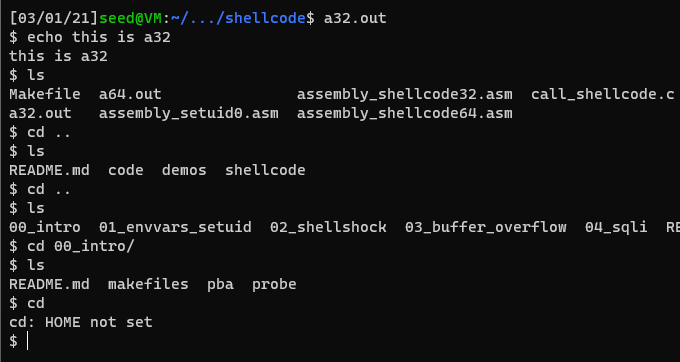 [03/01/21]seed@VM:~/.../shellcode$ a32.out
$ echo this is a32
this is a32
$ ls
Makefile  a64.out               assembly_shellcode32.asm  call_shellcode.c
a32.out   assembly_setuid0.asm  assembly_shellcode64.asm
$ cd ..
$ ls
README.md  code  demos  shellcode
$ cd ..
$ ls
00_intro  01_envvars_setuid  02_shellshock  03_buffer_overflow  04_sqli  RE
$ cd 00_intro/
$ ls
README.md  makefiles  pba  probe
$ cd
cd: HOME not set
$